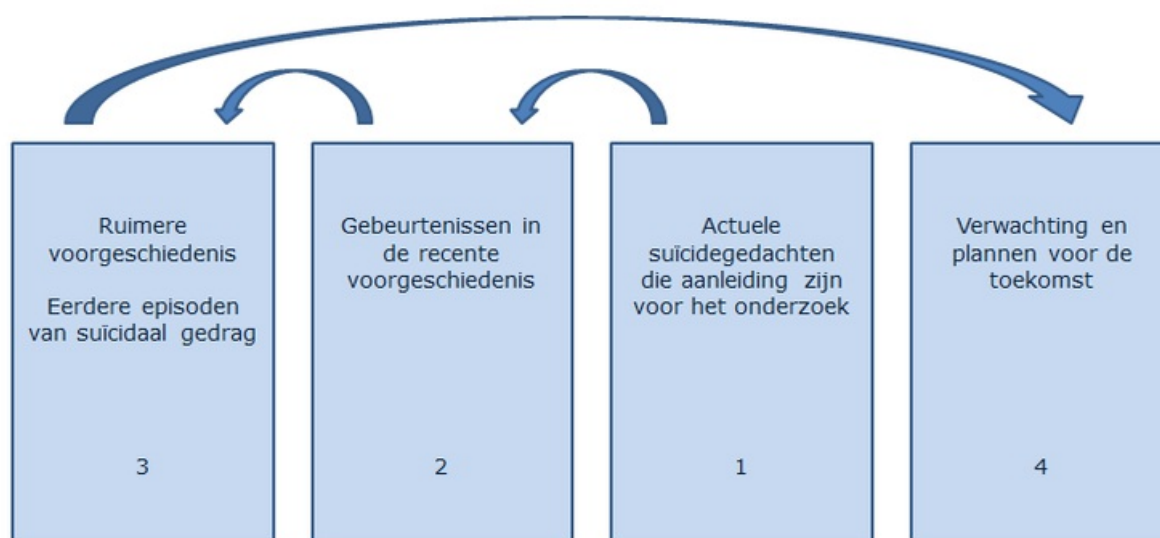 Ruimere
voorgeschiedenis
Eerdere episoden
van suïcidaal gedrag
3
Gebeurtenissen in
de recente
voorgeschiedenis
2
Actuele
suïcidegedachten
die aanleiding zijn
voor het onderzoek
1
Verwachting en
plannen voor de
toekomst
4